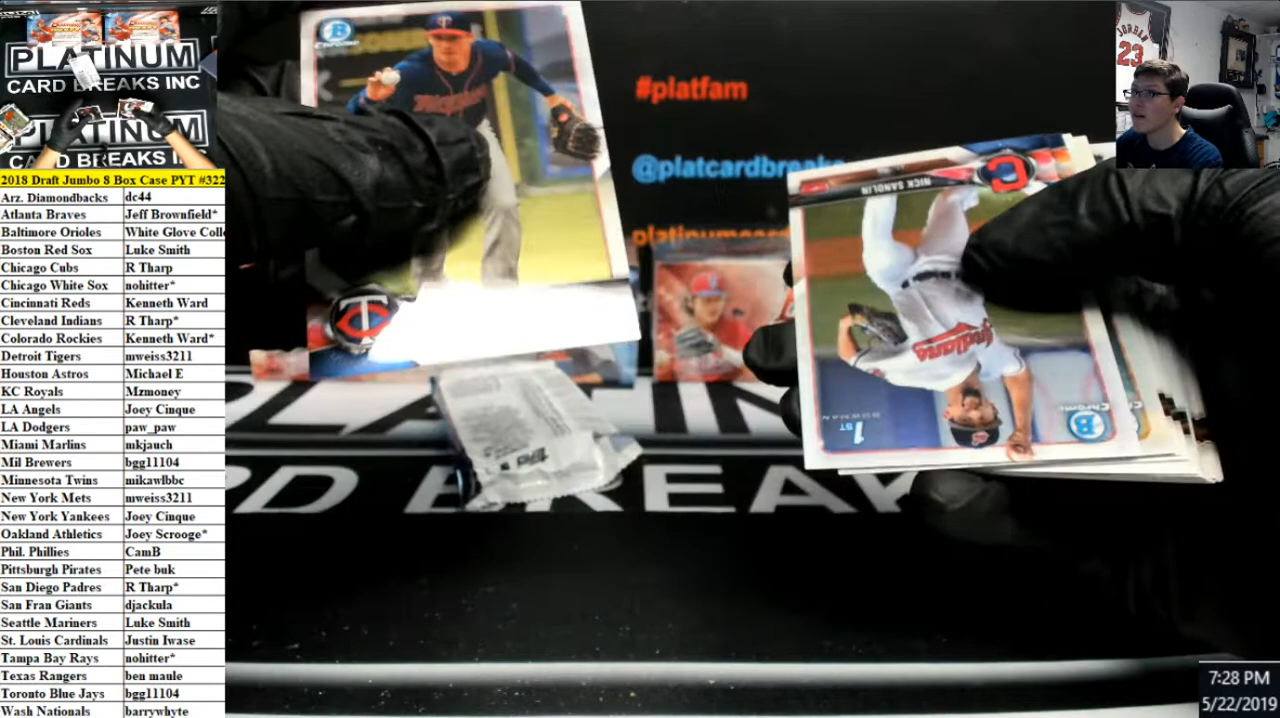 PLATINUM
CARD BREAKS INC
2018 Draft Jumbo 8 Box Case PYT #322
Arz. Diamondbacks dc44
Atlanta Braves Jeff Brownfield*
Baltimore Orioles White Glove Coll
Boston Red Sox Luke Smith
Chicago Cubs R Tharp
Chicago White Sox nohitter*
Cincinnati Reds Kenneth Ward
Cleveland Indians R Tharp*
Colorado Rockies Kenneth Ward*
Detroit Tigers mweiss3211
Houston Astros Michael E
KC Royals Mzmoney
LA Angels Joey Cinque
LA Dodgers paw_paw
Miami Marlins mkjauch
Mil Brewers bgg11104
Minnesota Twins mikawlbbc
New York Mets mweiss3211
New York Yankees Joey Cinque
Oakland Athletics Joey Scrooge*
Phil. Phillies CamB
Pittsburgh Pirates Pete buk
San Diego Padres R Tharp*
San Fran Giants djackula
Seattle Mariners Luke Smith
St. Louis Cardinals Justin Iwase
Tampa Bay Rays nohitter*
Texas Rangers ben maule
Toronto Blue Jays bgg11104
Wash Nationals barrywhyte
Chrome
#platfam
@platcardbreaks
platinumcard
NICK SANDLIN
Indians
1ST
BOWMAN
CHROME
D BREAK
JORDAN
23
7:28 PM
5/22/2019